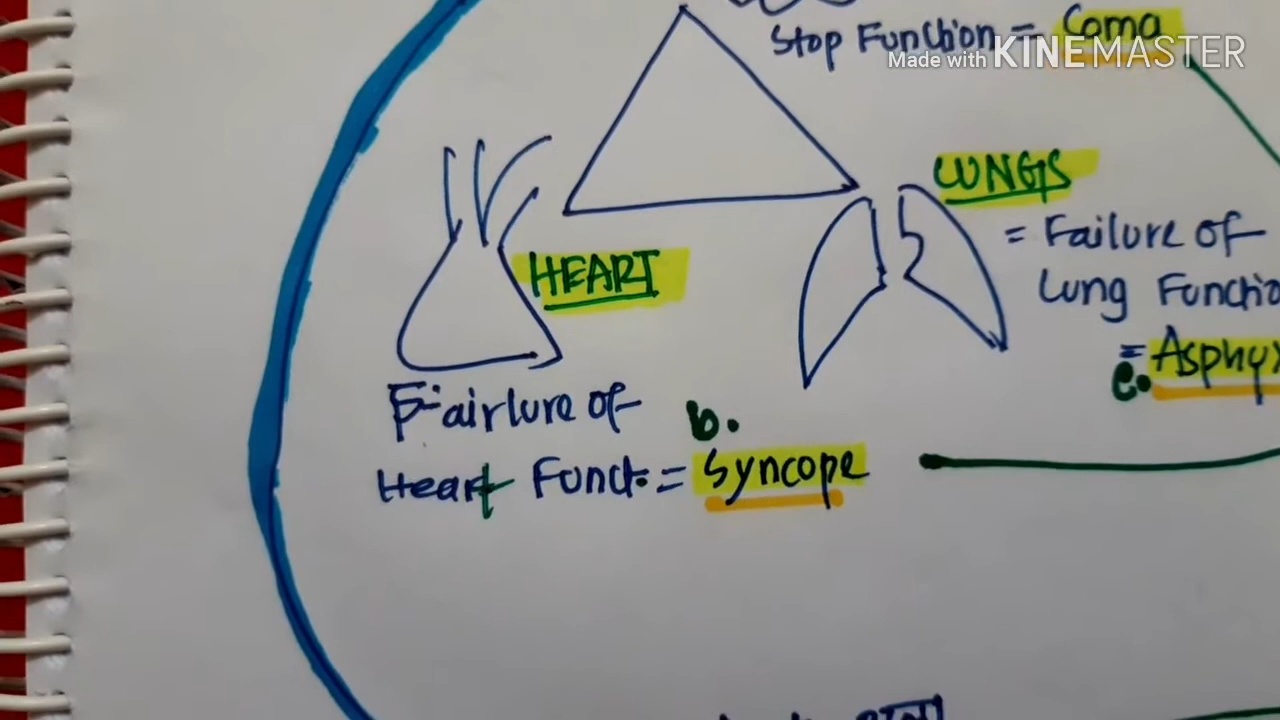 Stop Function = Coma
Made with KINEMASTER
LUNGS
= Failure of
Lung Functio
HEART
= Asphyx
e.
Fairlure of
b.
Heart Funct. = Syncope